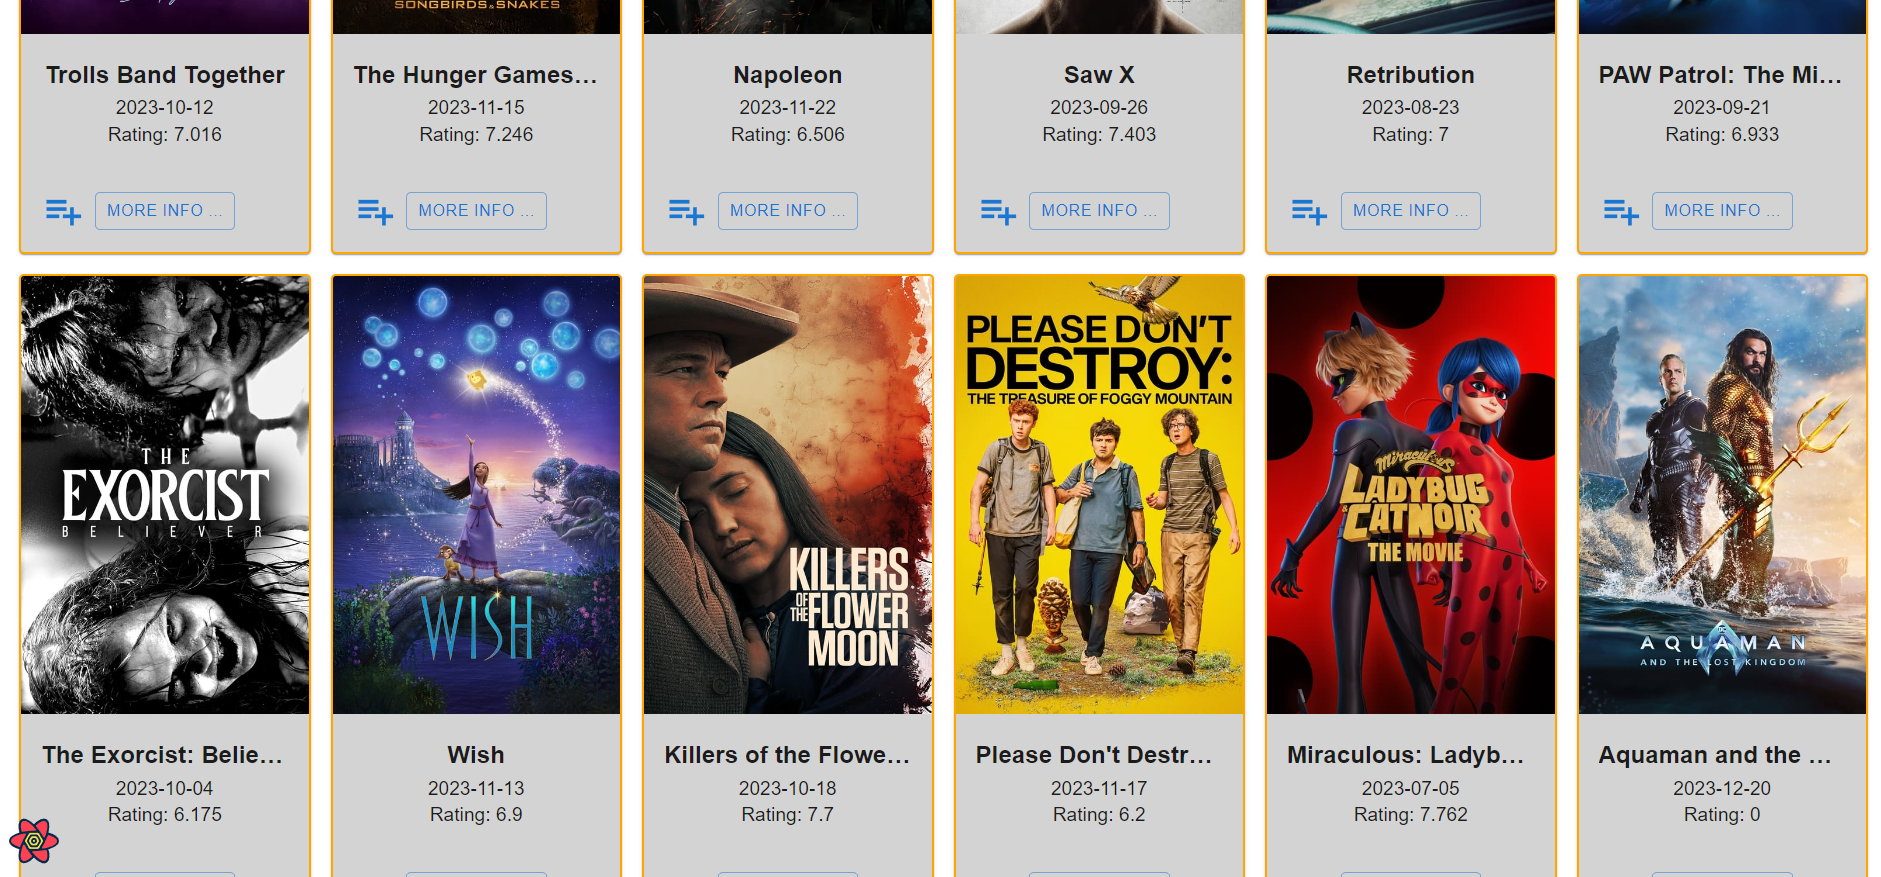 SONGBIRDS & SNAKES
Trolls Band Together
2023-10-12
Rating: 7.016
MORE INFO ...
The Hunger Games...
2023-11-15
Rating: 7.246
MORE INFO ...
Napoleon
2023-11-22
Rating: 6.506
MORE INFO ...
Saw X
2023-09-26
Rating: 7.403
MORE INFO ...
Retribution
2023-08-23
Rating: 7
MORE INFO ...
PAW Patrol: The Mi...
2023-09-21
Rating: 6.933
MORE INFO ...
THE
EXORCIST
BELIEVER
The Exorcist: Belie...
2023-10-04
Rating: 6.175
WISH
Wish
2023-11-13
Rating: 6.9
KILLERS
OF THE FLOWER
MOON
Killers of the Flowe...
2023-10-18
Rating: 7.7
PLEASE DON'T
DESTROY:
THE TREASURE OF FOGGY MOUNTAIN
Please Don't Destr...
2023-11-17
Rating: 6.2
Miraculous
LADYBUG
& CAT NOIR
THE MOVIE
Miraculous: Ladyb...
2023-07-05
Rating: 7.762
AQUAMAN
AND THE LOST KINGDOM
Aquaman and the ...
2023-12-20
Rating: 0